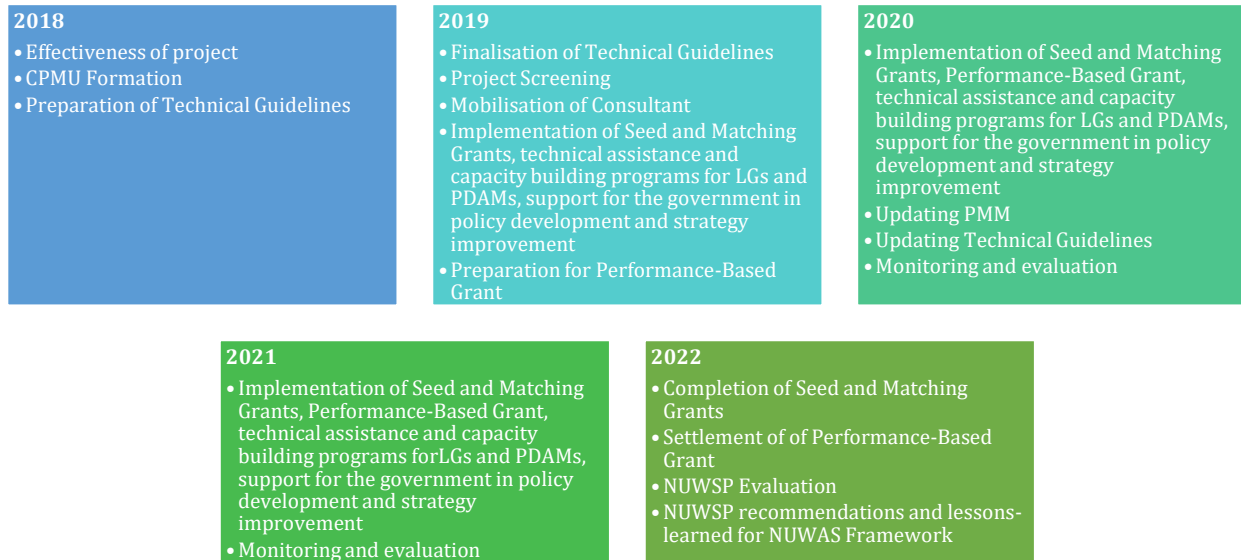 2018
• Effectiveness of project
• CPMU Formation
• Preparation of Technical Guidelines
2019
• Finalisation of Technical Guidelines
• Project Screening
• Mobilisation of Consultant
• Implementation of Seed and Matching
Grants, technical assistance and
capacity building programs for LGs and
PDAMs, support for the government in
policy development and strategy
improvement
• Preparation for Performance-Based
Grant
2020
• Implementation of Seed and Matching
Grants, Performance-Based Grant,
technical assistance and capacity
building programs for LGs and PDAMs,
support for the government in policy
development and strategy
improvement
• Updating PMM
• Updating Technical Guidelines
• Monitoring and evaluation
2021
• Implementation of Seed and Matching
Grants, Performance-Based Grant,
technical assistance and capacity
building programs forLGs and PDAMs,
support for the government in policy
development and strategy
improvement
• Monitoring and evaluation
2022
• Completion of Seed and Matching
Grants
• Settlement of of Performance-Based
Grant
• NUWSP Evaluation
• NUWSP recommendations and lessons-
learned for NUWAS Framework